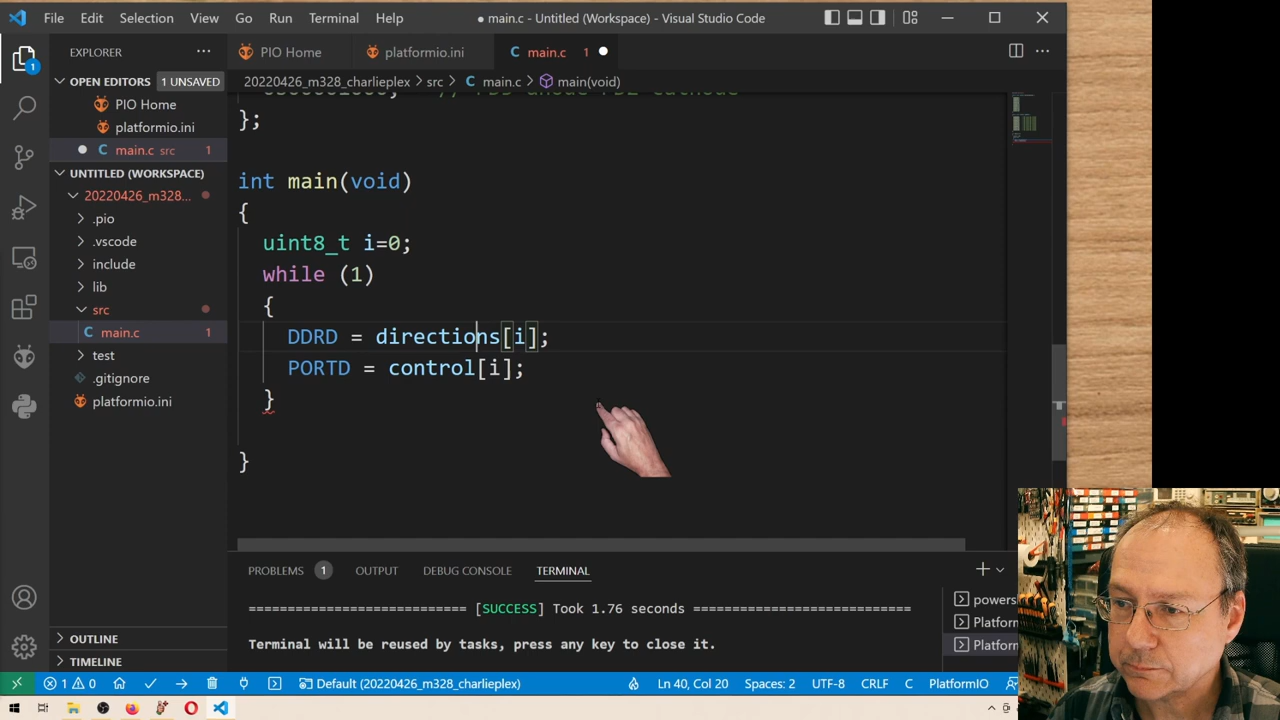 File Edit Selection View Go Run Terminal Help
● main.c - Untitled (Workspace) - Visual Studio Code
EXPLORER
PIO Home
platformio.ini
main.c 1
OPEN EDITORS 1 UNSAVED
20220426_m328_charlieplex > src > main.c > main(void)
PIO Home
platformio.ini
main.c src 1
UNTITLED (WORKSPACE)
20220426_m328...
.pio
.vscode
include
lib
src
main.c 1
test
.gitignore
platformio.ini
OUTLINE
TIMELINE
};
int main(void)
{
uint8_t i=0;
while (1)
{
DDRD = directions[i];
PORTD = control[i];
}
}
PROBLEMS 1 OUTPUT DEBUG CONSOLE TERMINAL
========================== [SUCCESS] Took 1.76 seconds ==========================
Terminal will be reused by tasks, press any key to close it.
powers
Platform
Platform
1 0 Default (20220426_m328_charlieplex) Ln 40, Col 20 Spaces: 2 UTF-8 CRLF C PlatformIO